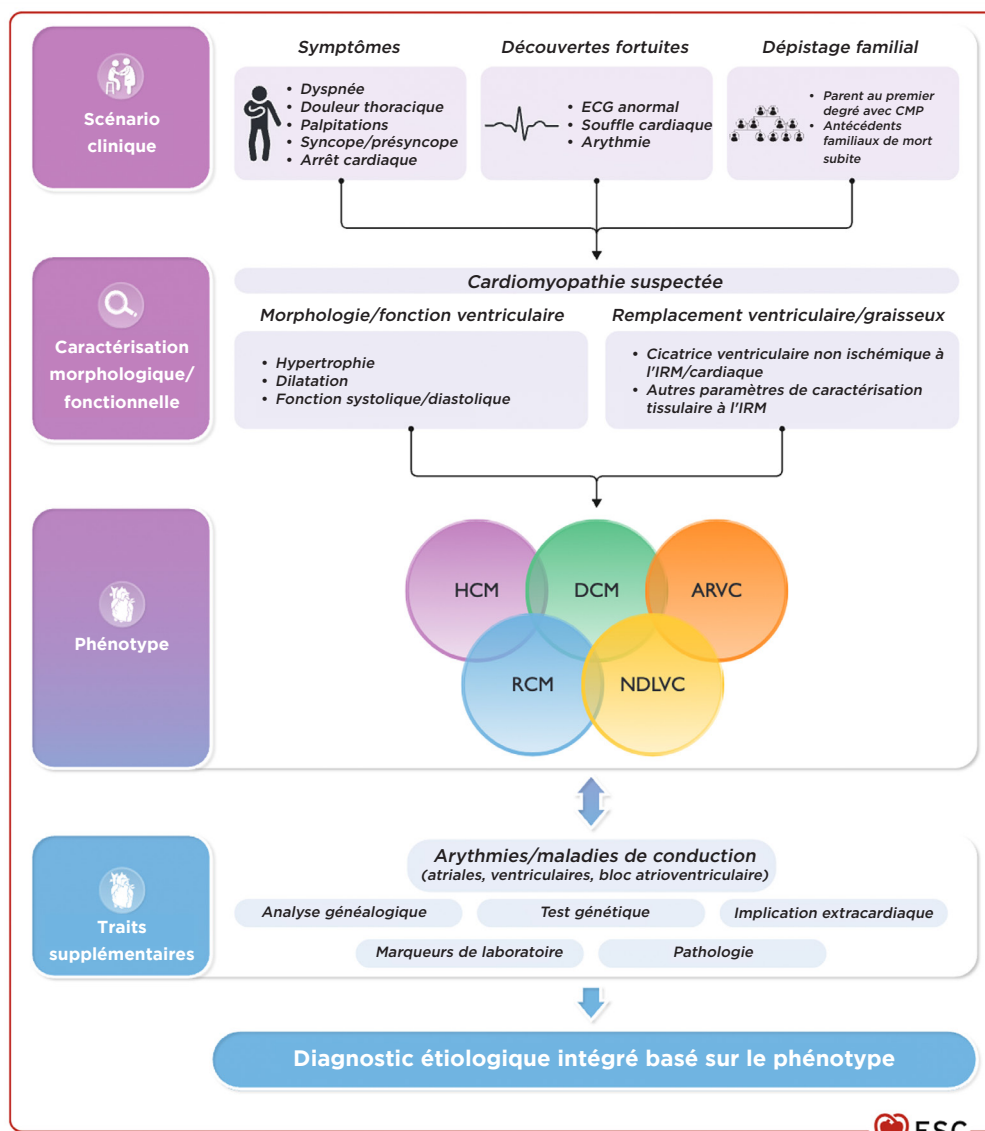 Symptômes
Découvertes fortuites
Dépistage familial
Scénario
clinique
• Dyspnée
• Douleur thoracique
• Palpitations
• Syncope/présyncope
• Arrêt cardiaque
• ECG anormal
• Souffle cardiaque
• Arythmie
• Parent au premier
degré avec CMP
• Antécédents
familiaux de mort
subite
Cardiomyopathie suspectée
Caractérisation
morphologique/
fonctionnelle
Morphologie/fonction ventriculaire
• Hypertrophie
• Dilatation
• Fonction systolique/diastolique
Remplacement ventriculaire/graisseux
• Cicatrice ventriculaire non ischémique à
l'IRM/cardiaque
• Autres paramètres de caractérisation
tissulaire à l'IRM
Phénotype
HCM
DCM
ARVC
RCM
NDLVC
Traits
supplémentaires
Arythmies/maladies de conduction
(atriales, ventriculaires, bloc atrioventriculaire)
Analyse généalogique
Test génétique
Implication extracardiaque
Marqueurs de laboratoire
Pathologie
Diagnostic étiologique intégré basé sur le phénotype
ESC